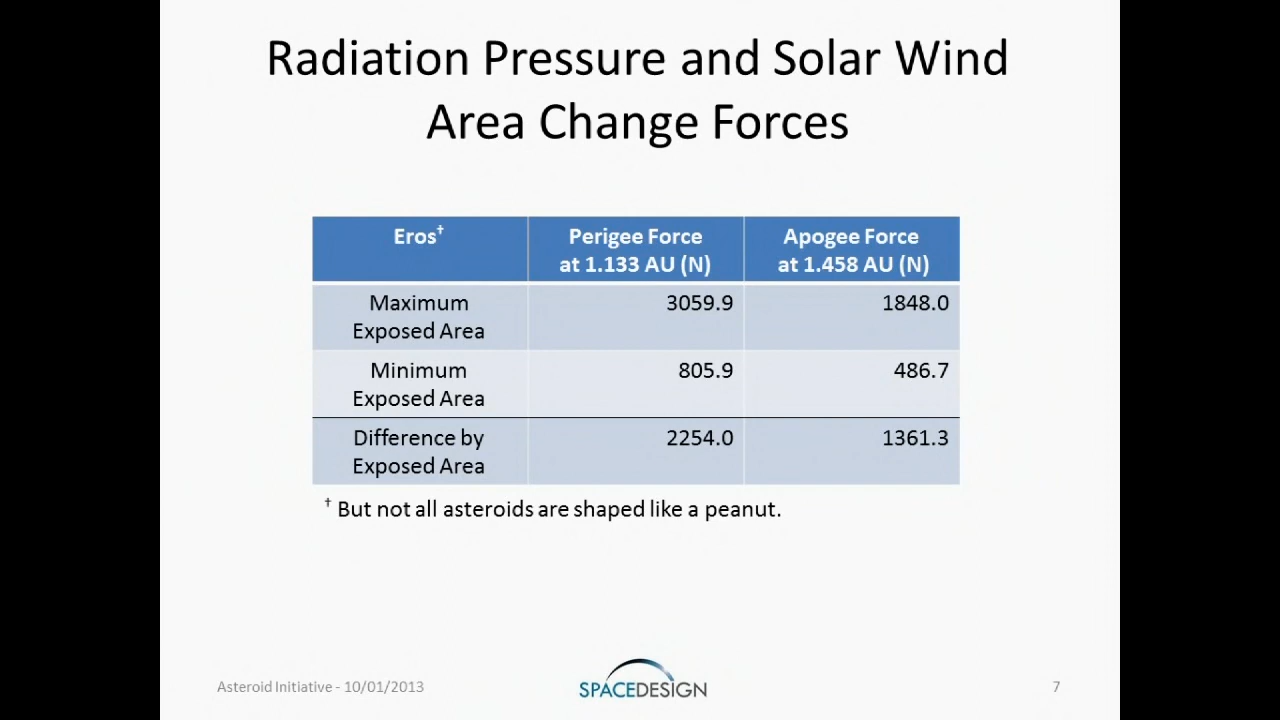 Radiation Pressure and Solar Wind
Area Change Forces
Eros†
Perigee Force
at 1.133 AU (N)
Apogee Force
at 1.458 AU (N)
Maximum
Exposed Area
3059.9
1848.0
Minimum
Exposed Area
805.9
486.7
Difference by
Exposed Area
2254.0
1361.3
† But not all asteroids are shaped like a peanut.
Asteroid Initiative - 10/01/2013
SPACEDESIGN
7